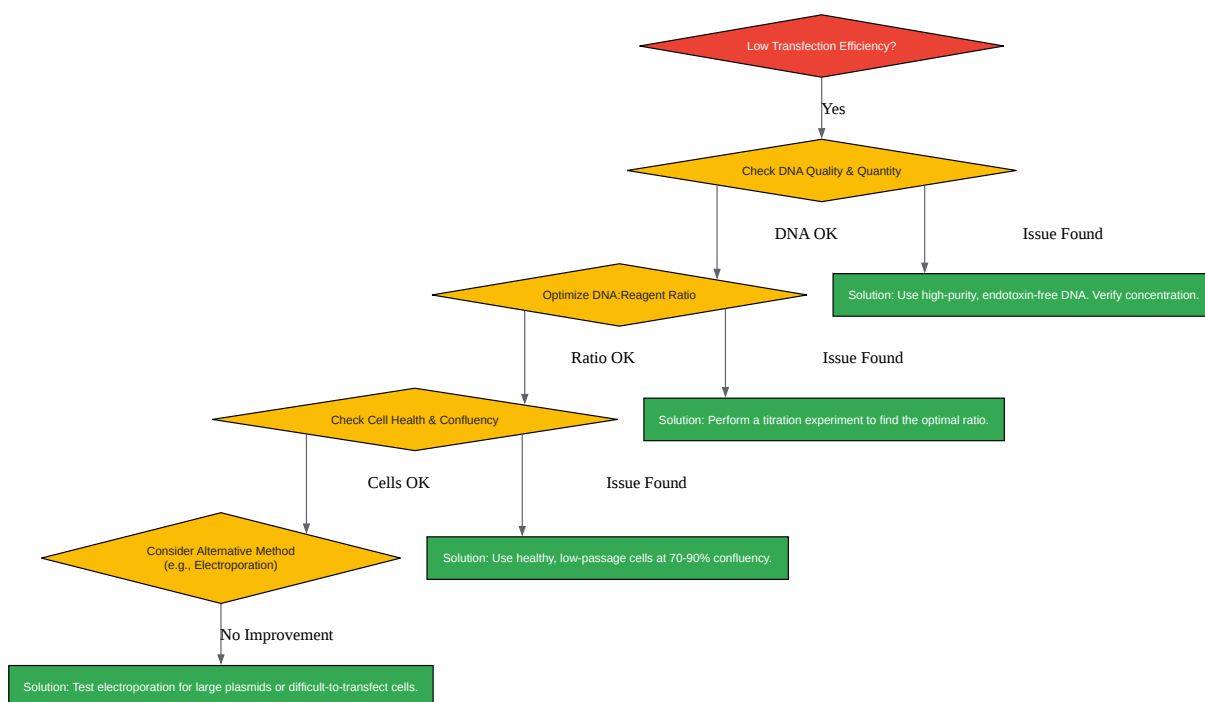 Low Transfection Efficiency?
Yes
Check DNA Quality & Quantity
DNA OK
Issue Found
Optimize DNA:Reagent Ratio
Solution: Use high-purity, endotoxin-free DNA. Verify concentration.
Ratio OK
Issue Found
Check Cell Health & Confluency
Solution: Perform a titration experiment to find the optimal ratio.
Cells OK
Issue Found
Consider Alternative Method
(e.g., Electroporation)
Solution: Use healthy, low-passage cells at 70-90% confluency.
No Improvement
Solution: Test electroporation for large plasmids or difficult-to-transfect cells.